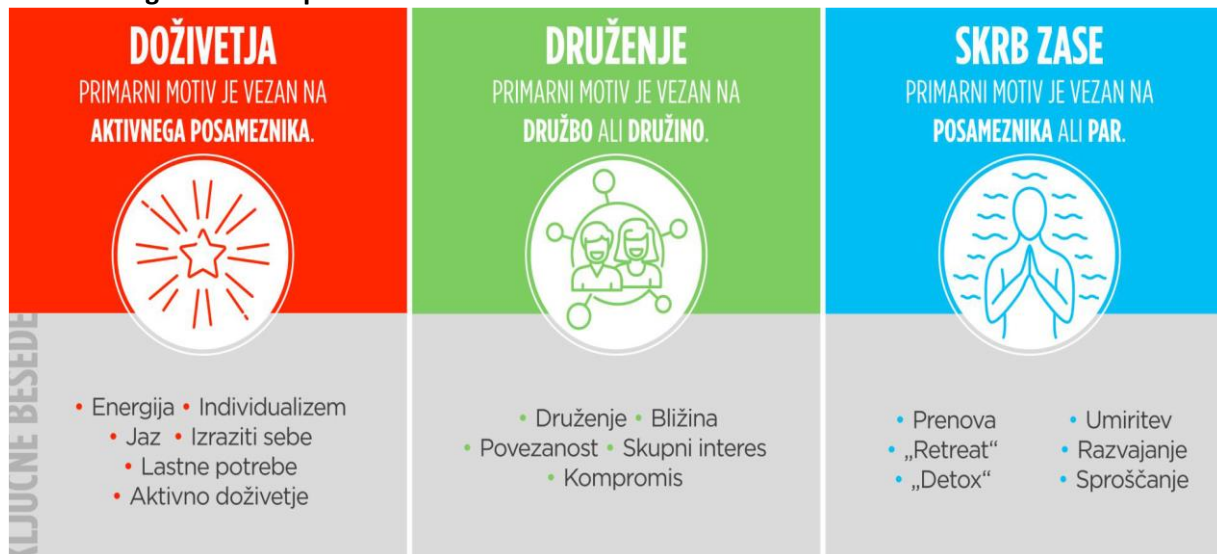 DOŽIVETJA
PRIMARNI MOTIV JE VEZAN NA
AKTIVNEGA POSAMEZNIKA.
DRUŽENJE
PRIMARNI MOTIV JE VEZAN NA
DRUŽBO ALI DRUŽINO.
SKRB ZASE
PRIMARNI MOTIV JE VEZAN NA
POSAMEZNIKA ALI PAR.
KLJUČNE BESEDE
• Energija • Individualizem
• Jaz • Izraziti sebe
• Lastne potrebe
• Aktivno doživetje
• Druženje • Bližina
Povezanost • Skupni interes
• Kompromis
• Prenova
• „Retreat“
• „Detox“
• Umiritev
• Razvajanje
• Sproščanje